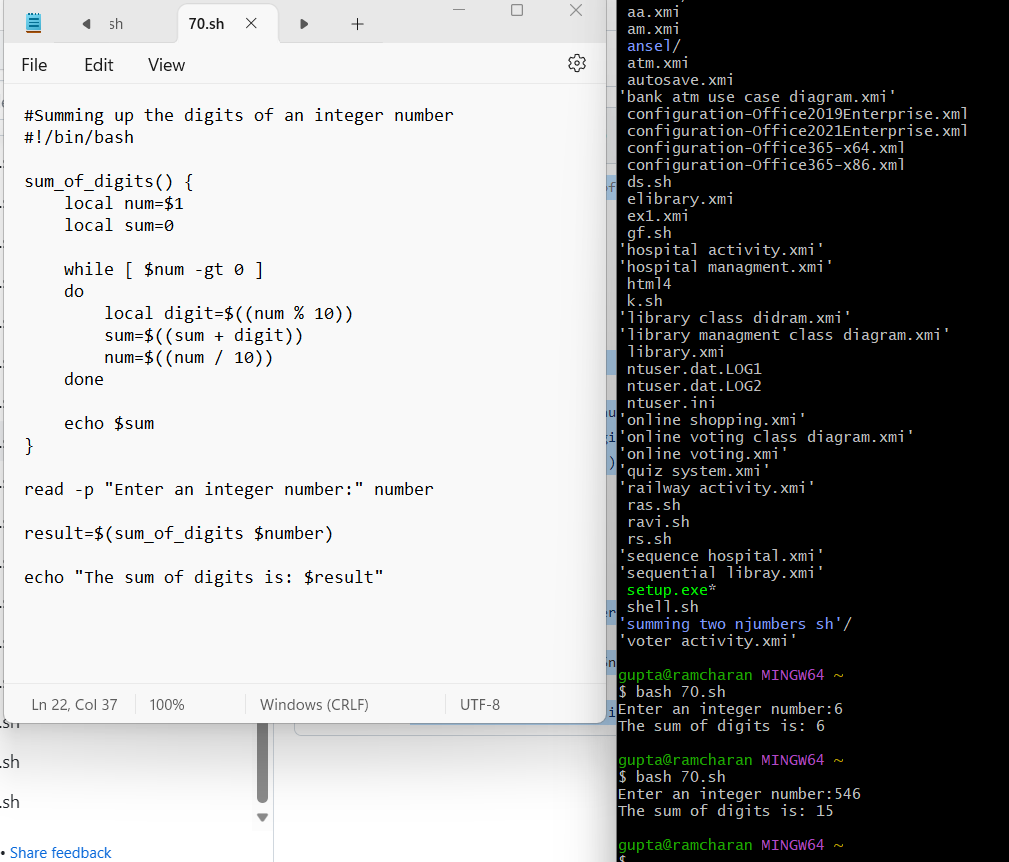 sh
70.sh
File Edit View
#Summing up the digits of an integer number
#!/bin/bash
sum_of_digits() {
local num=$1
local sum=0
while [ $num -gt 0 ]
do
local digit=$((num % 10))
sum=$((sum + digit))
num=$((num / 10))
done
echo $sum
}
read -p "Enter an integer number:" number
result=$(sum_of_digits $number)
echo "The sum of digits is: $result"
Ln 22, Col 37 100% Windows (CRLF) UTF-8
.sh
.sh
.sh
• Share feedback
aa.xmi
am.xmi
ansel/
atm.xmi
autosave.xmi
'bank atm use case diagram.xmi'
configuration-Office2019Enterprise.xml
configuration-Office2021Enterprise.xml
configuration-Office365-x64.xml
configuration-Office365-x86.xml
ds.sh
elibrary.xmi
ex1.xmi
gf.sh
'hospital activity.xmi'
'hospital managment.xmi'
html4
k.sh
'library class didram.xmi'
'library managment class diagram.xmi'
library.xmi
ntuser.dat.LOG1
ntuser.dat.LOG2
ntuser.ini
'online shopping.xmi'
'online voting class diagram.xmi'
'online voting.xmi'
'quiz system.xmi'
'railway activity.xmi'
ras.sh
ravi.sh
rs.sh
'sequence hospital.xmi'
'sequential libray.xmi'
setup.exe*
shell.sh
'summing two njumbers sh'/
'voter activity.xmi'
gupta@ramcharan MINGW64 ~
$ bash 70.sh
Enter an integer number:6
The sum of digits is: 6
gupta@ramcharan MINGW64 ~
$ bash 70.sh
Enter an integer number:546
The sum of digits is: 15
gupta@ramcharan MINGW64 ~
$